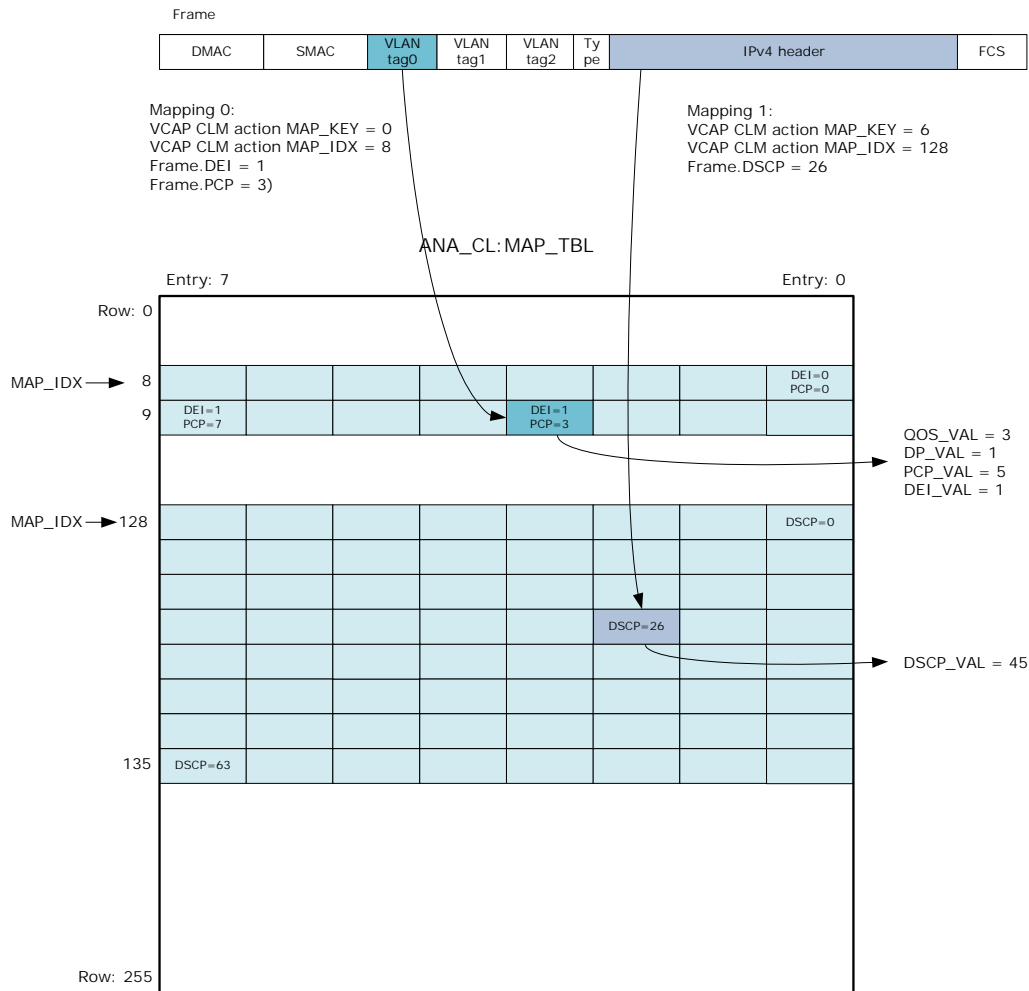 Frame
DMAC SMAC VLAN tag0 VLAN tag1 VLAN tag2 Ty pe IPv4 header FCS
Mapping 0:
VCAP CLM action MAP_KEY = 0
VCAP CLM action MAP_IDX = 8
Frame.DEI = 1
Frame.PCP = 3)
Mapping 1:
VCAP CLM action MAP_KEY = 6
VCAP CLM action MAP_IDX = 128
Frame.DSCP = 26
ANA_CL:MAP_TBL
Entry: 7 Entry: 0
Row: 0
MAP_IDX 8 DEI=0 PCP=0
9 DEI=1 PCP=7 DEI=1 PCP=3
QOS_VAL = 3
DP_VAL = 1
PCP_VAL = 5
DEI_VAL = 1
MAP_IDX 128 DSCP=0
DSCP=26
DSCP_VAL = 45
135 DSCP=63
Row: 255